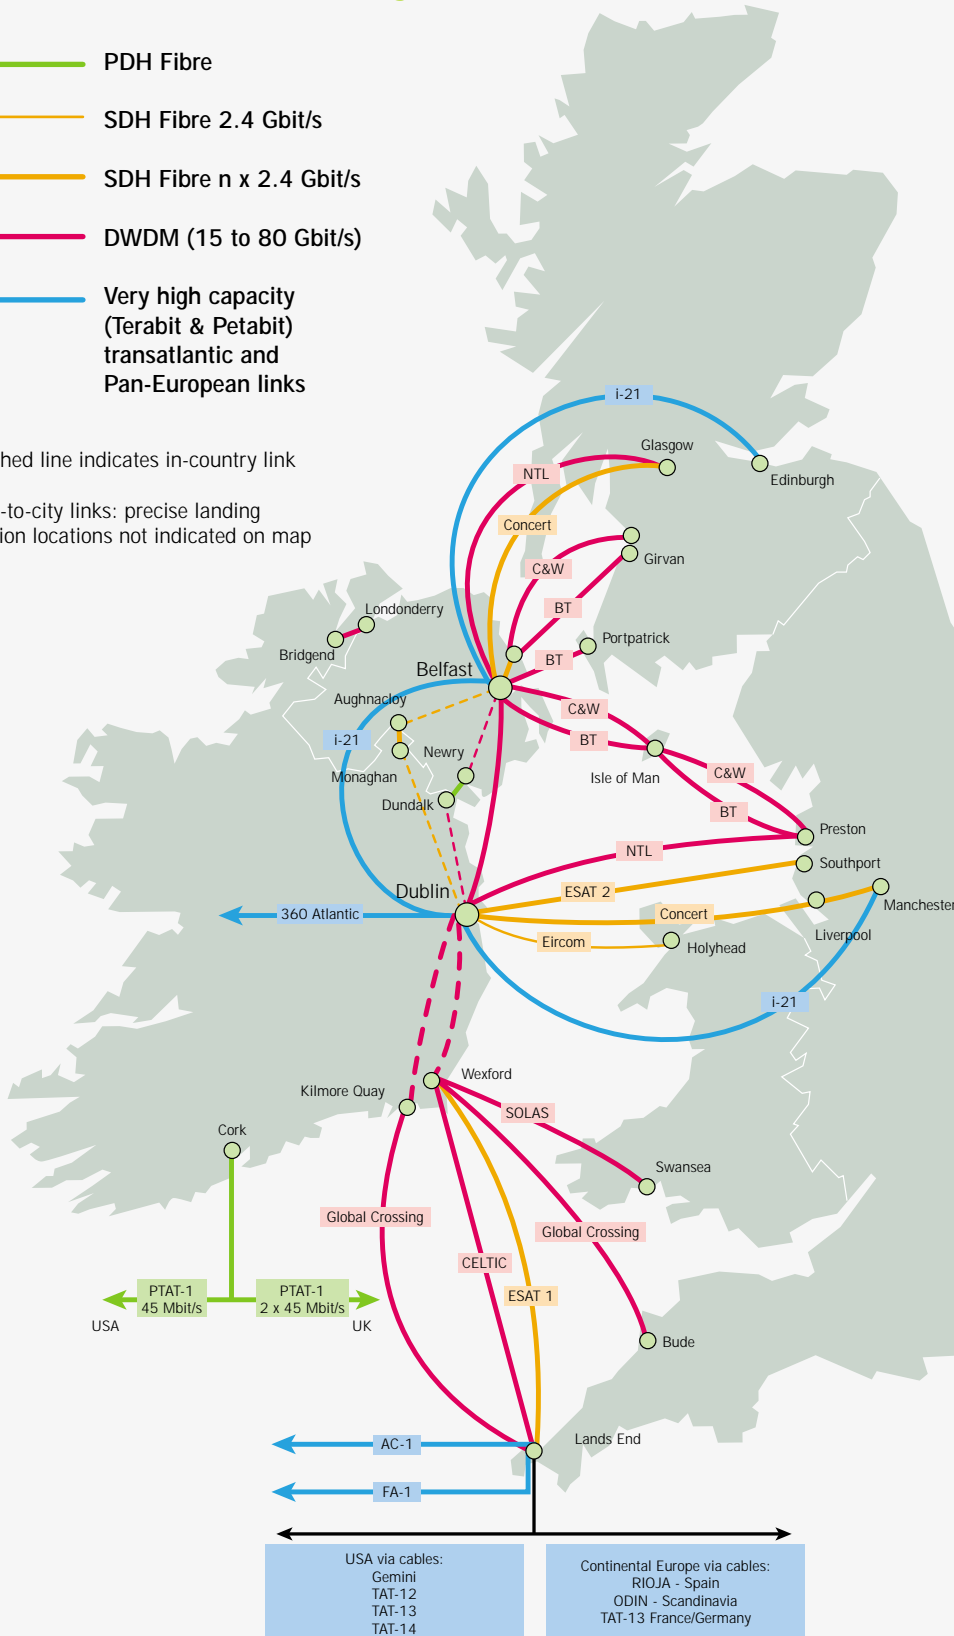 PDH Fibre
SDH Fibre 2.4 Gbit/s
SDH Fibre n x 2.4 Gbit/s
DWDM (15 to 80 Gbit/s)
Very high capacity
(Terabit & Petabit)
transatlantic and
Pan-European links
hed line indicates in-country link
-to-city links: precise landing
ion locations not indicated on map
i-21
Glasgow
Edinburgh
NTL
Concert
C&W
Girvan
BT
Londonderry
Bridgend
Portpatrick
BT
Belfast
Aughnacloy
C&W
i-21
BT
Newry
Monaghan
Isle of Man
C&W
Dundalk
BT
Preston
NTL
Southport
Dublin
ESAT 2
Manchester
360 Atlantic
Concert
Liverpool
Eircom
Holyhead
i-21
Wexford
Kilmore Quay
SOLAS
Cork
Swansea
Global Crossing
Global Crossing
CELTIC
ESAT 1
PTAT-1
45 Mbit/s
PTAT-1
2 x 45 Mbit/s
USA
UK
Bude
Lands End
AC-1
FA-1
USA via cables:
Gemini
TAT-12
TAT-13
TAT-14
Continental Europe via cables:
RIOJA - Spain
ODIN - Scandinavia
TAT-13 France/Germany